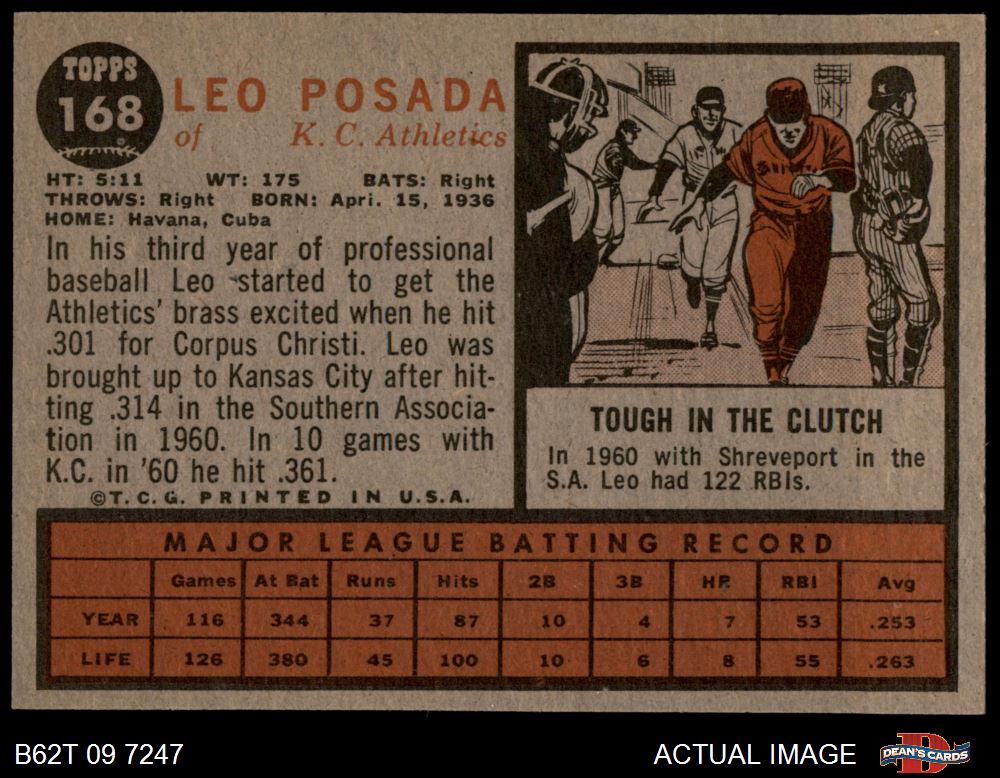 TOPPS
168
LEO POSADA
of K. C. Athletics
HT: 5:11 WT: 175 BATS: Right
THROWS: Right BORN: Apri. 15, 1936
HOME: Havana, Cuba
In his third year of professional
baseball Leo started to get the
Athletics' brass excited when he hit
.301 for Corpus Christi. Leo was
brought up to Kansas City after hit-
ting .314 in the Southern Associa-
tion in 1960. In 10 games with
K.C. in '60 he hit .361.
©T.C.G. PRINTED IN U.S.A.
TOUGH IN THE CLUTCH
In 1960 with Shreveport in the
S.A. Leo had 122 RBIs.
MAJOR LEAGUE BATTING RECORD
Games At Bat Runs Hits 2B 3B HR RBI Avg
YEAR 116 344 37 87 10 4 7 53 .253
LIFE 126 380 45 100 10 6 8 55 .263
B62T 09 7247
ACTUAL IMAGE
DEAN'S CARDS